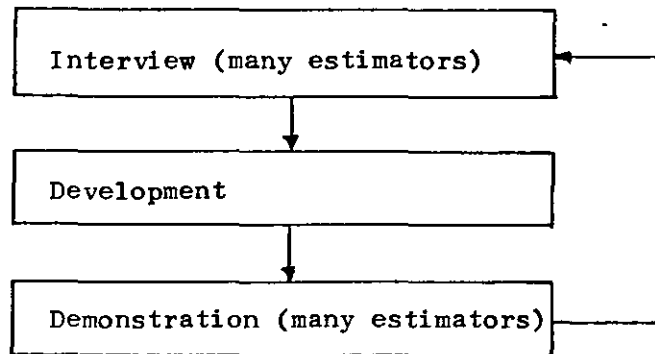 Interview (many estimators)
Development
Demonstration (many estimators)